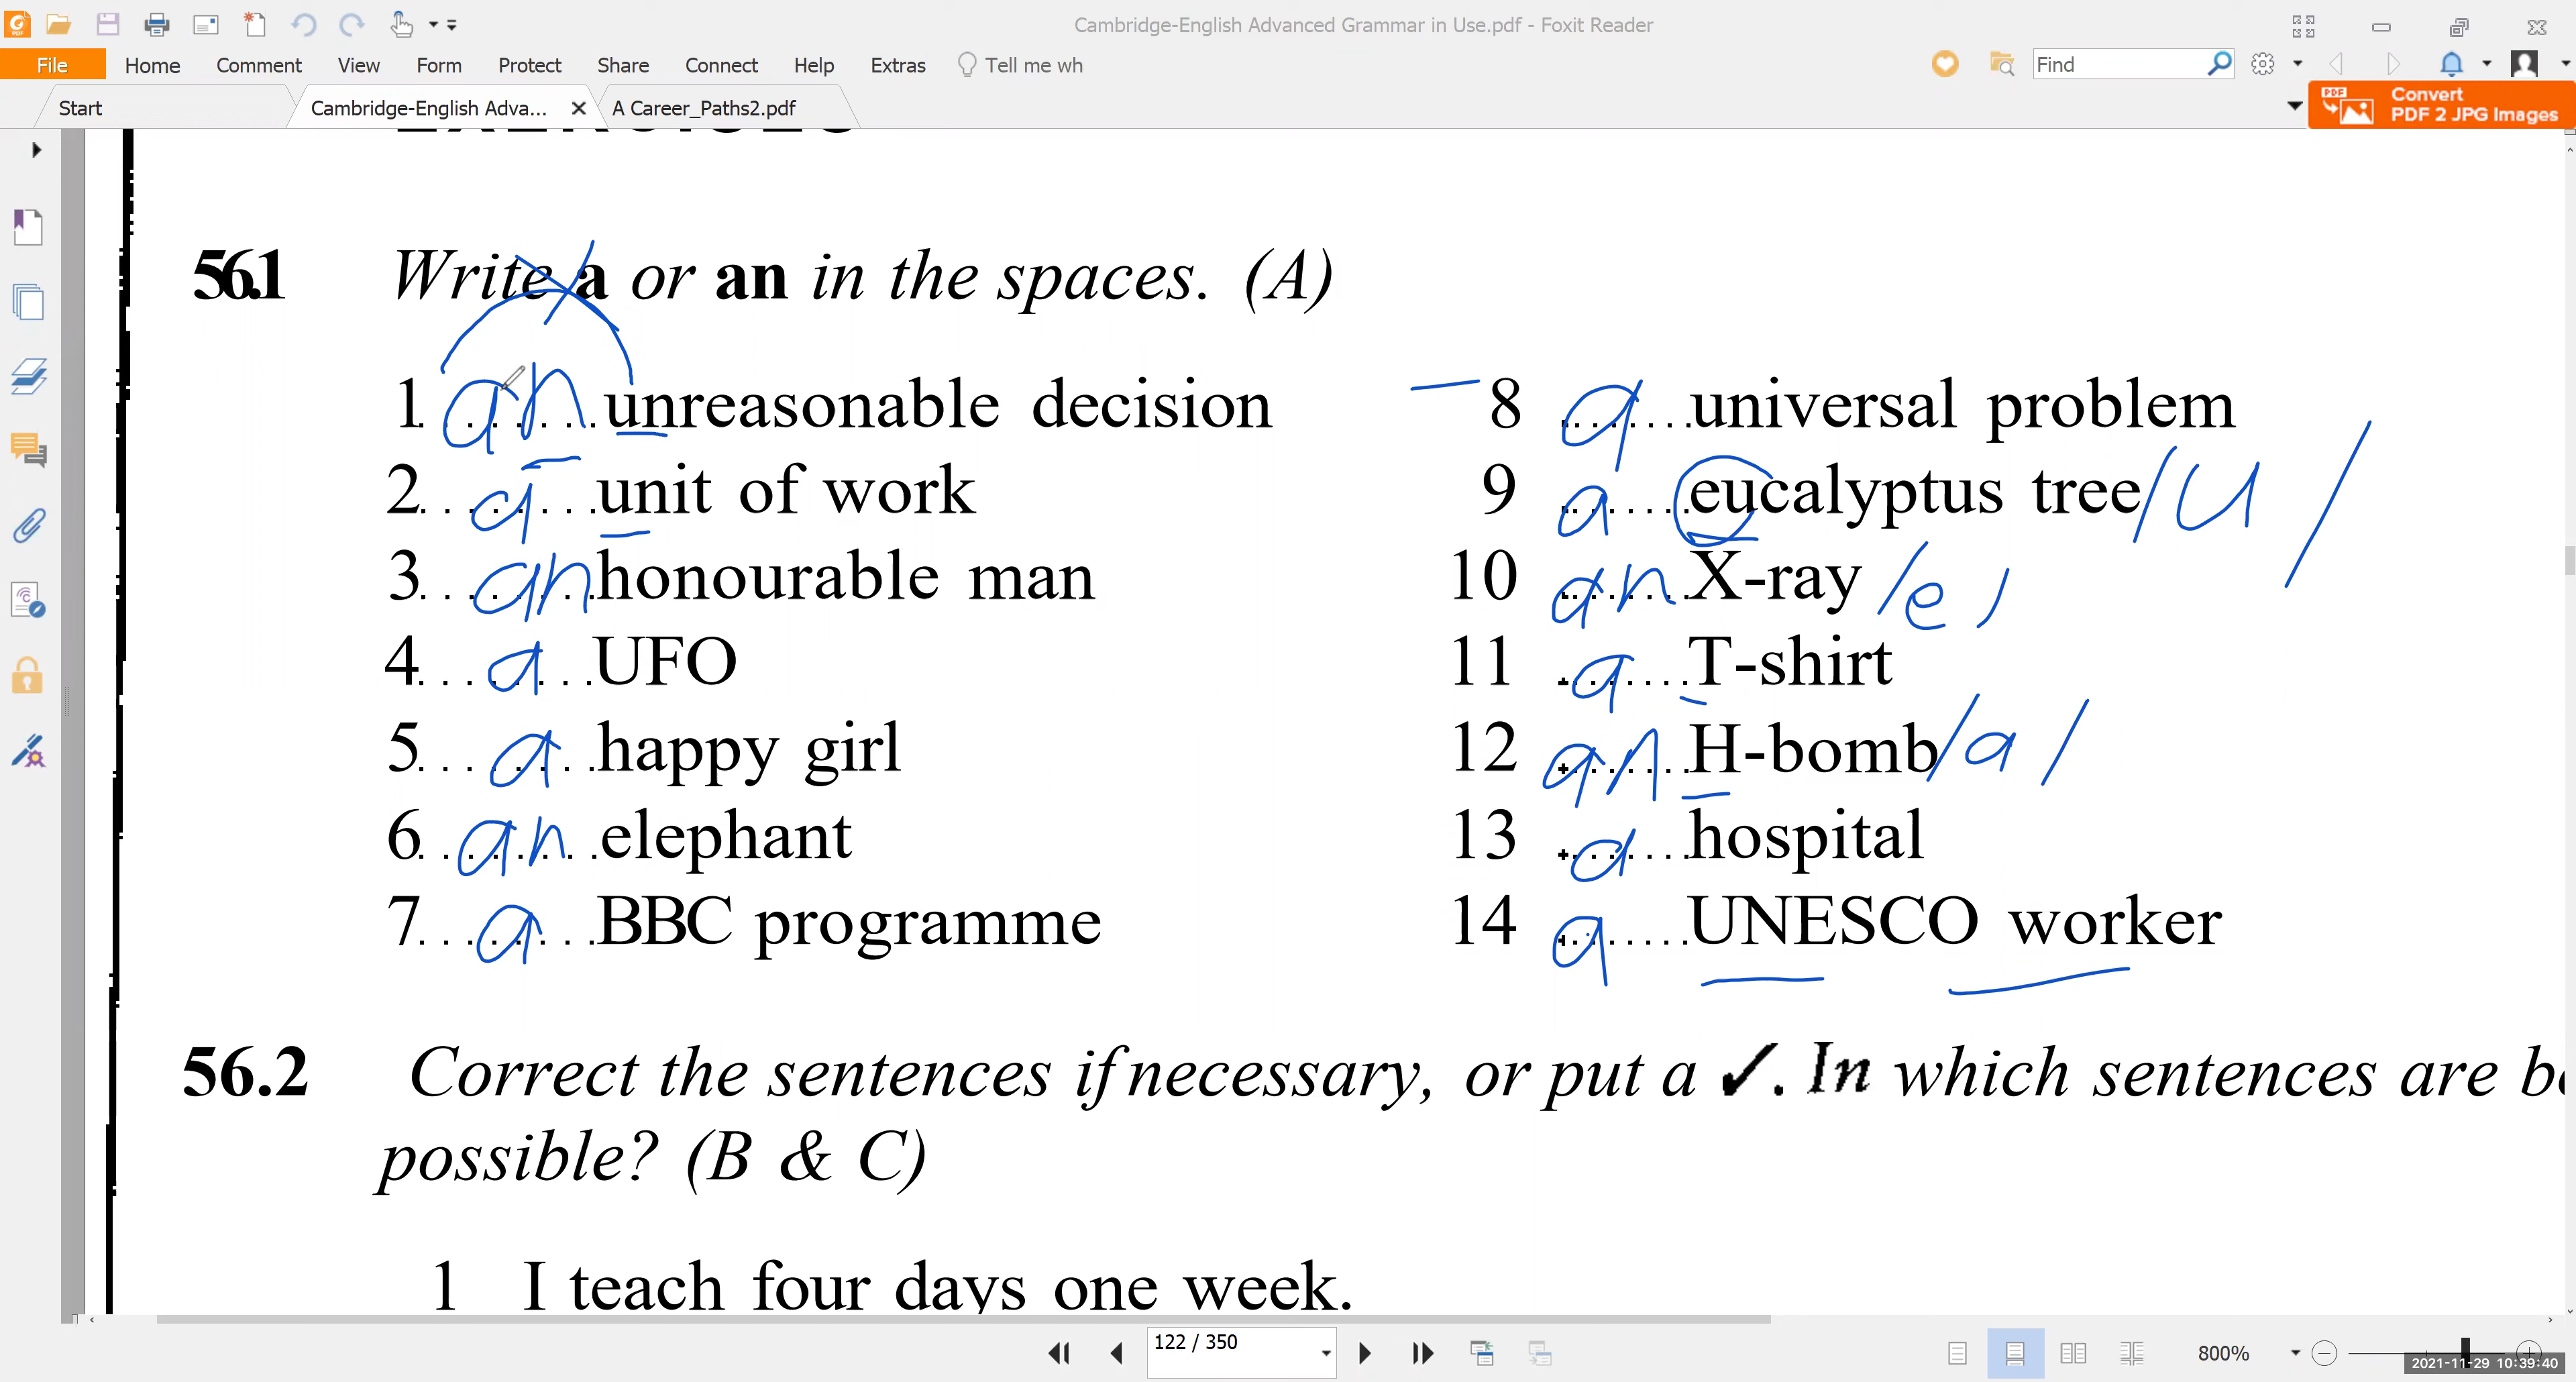 Cambridge-English Advanced Grammar in Use.pdf - Foxit Reader
File Home Comment View Form Protect Share Connect Help Extras Tell me wh Find
Start Cambridge-English Adva... A Career_Paths2.pdf
PDF Convert
PDF 2 JPG Images
EXERCISES
56.1 Write a or an in the spaces. (A)
1 an unreasonable decision
2 a unit of work
3 an honourable man
4 a UFO
5 a happy girl
6 an elephant
7 a BBC programme
8 a universal problem
9 a eucalyptus tree /u/
10 an X-ray /e/
11 a T-shirt
12 an H-bomb /a/
13 a hospital
14 a UNESCO worker
56.2 Correct the sentences if necessary, or put a ✓. In which sentences are
possible? (B & C)
1 I teach four days one week.
122 / 350 800%
2021-11-29 10:39:40